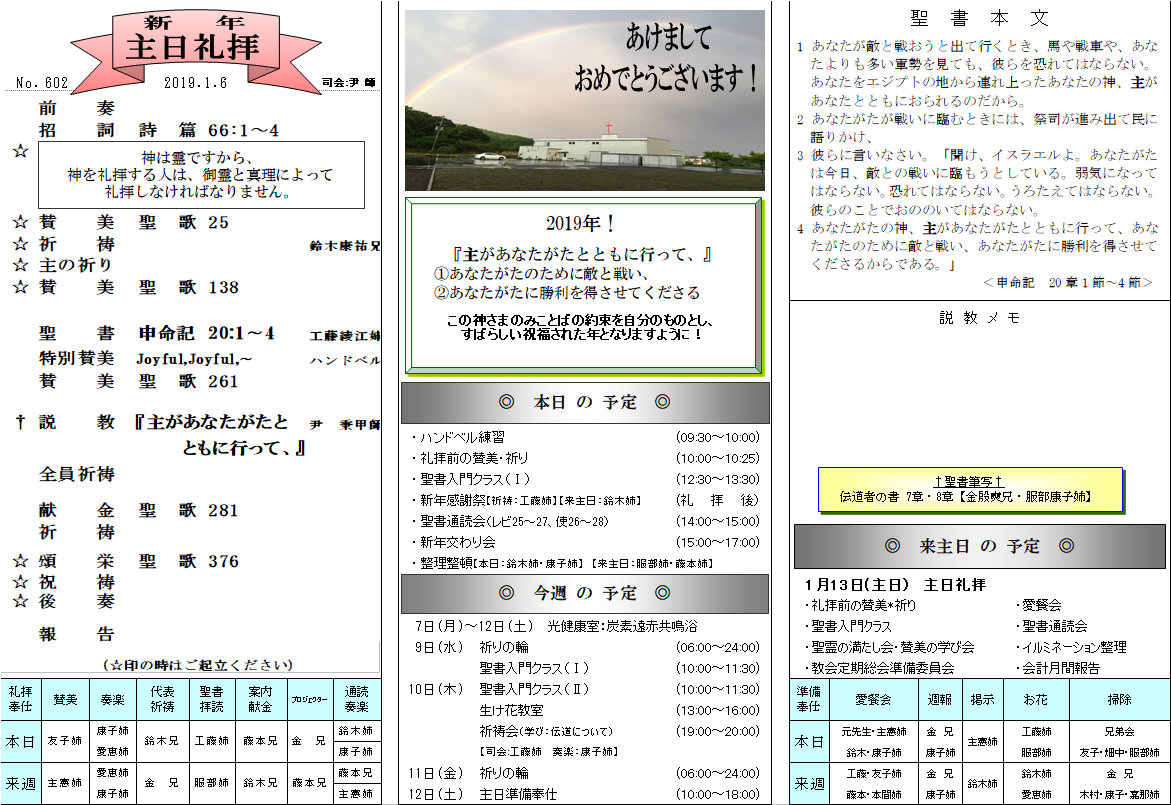 新　年
主日礼拝
No. 602
2019.1.6
司会:尹 師
前　奏
招　詞 詩　篇 66:1～4
☆
神は霊ですから、
神を礼拝する人は、御霊と真理によって
礼拝しなければなりません。
☆ 賛　美 聖　歌 25
☆ 祈　祷 鈴木康祐兄
☆ 主の祈り
☆ 賛　美 聖　歌 138
聖　書 申命記 20:1～4 工藤綾江姉
特別賛美 Joyful,Joyful,～ ハンドベル
賛　美 聖　歌 261
† 説　教 『主があなたがたと 尹　秉甲師
ともに行って、』
全員祈祷
献　金 聖　歌 281
祈　祷
☆ 頌　栄 聖　歌 376
☆ 祝　祷
☆ 後　奏
報　告
(☆印の時はご起立ください)
礼拝奉仕 賛美 奏楽 代表祈祷 聖書拝読 案内献金 プロジェクター 通読奏楽
本日 友子姉 康子姉 愛恵姉 鈴木兄 工藤姉 藤本兄 金　兄 鈴木姉 康子姉
来週 主憲姉 愛恵姉 康子姉 金　兄 服部姉 鈴木兄 藤本兄 藤本兄 主憲姉
あけまして
おめでとうございます！
2019年！
『主があなたがたとともに行って、』
①あなたがたのために敵と戦い、
②あなたがたに勝利を得させてくださる
この神さまのみことばの約束を自分のものとし、
すばらしい祝福された年となりますように！
◎　本日 の 予定　◎
・ハンドベル練習 (09:30～10:00)
・礼拝前の賛美・祈り (10:00～10:25)
・聖書入門クラス(Ⅰ) (12:30～13:30)
・新年感謝祭【祈祷：工藤姉】【来主日：鈴木姉】 (礼　拝　後)
・聖書通読会(レビ25～27、使26～28) (14:00～15:00)
・新年交わり会 (15:00～17:00)
・整理整頓【本日：鈴木姉・康子姉】【来主日：服部姉・藤本姉】
◎　今週 の 予定　◎
7日(月)～12日(土)　光健康室：炭素遠赤共鳴浴
9日(水)　祈りの輪 (06:00～24:00)
聖書入門クラス(Ⅰ) (10:00～11:30)
10日(木)　聖書入門クラス(Ⅱ) (10:00～11:30)
生け花教室 (13:00～16:00)
祈祷会(学び：伝道について) (19:00～20:00)
【司会:工藤姉　奏楽：康子姉】
11日(金)　祈りの輪 (06:00～24:00)
12日(土)　主日準備奉仕 (10:00～18:00)
聖 書 本 文
1 あなたが敵と戦おうと出て行くとき、馬や戦車や、あな
たよりも多い軍勢を見ても、彼らを恐れてはならない。
あなたをエジプトの地から連れ上ったあなたの神、主が
あなたとともにおられるのだから。
2 あなたがたが戦いに臨むときには、祭司が進み出て民に
語りかけ、
3 彼らに言いなさい。「聞け、イスラエルよ。あなたがた
は今日、敵との戦いに臨もうとしている。弱気になって
はならない。恐れてはならない。うろたえてはならない。
彼らのことでおののいてはならない。
4 あなたがたの神、主があなたがたとともに行って、あな
たがたのために敵と戦い、あなたがたに勝利を得させて
くださるからである。」
＜申命記　20章1節～4節＞
説 教 メ モ
†聖書筆写†
伝道者の書 7章・8章【金殷奭兄・服部康子姉】
◎　来主日 の 予定　◎
1月13日(主日)　主日礼拝
・礼拝前の賛美*祈り ・愛餐会
・聖書入門クラス ・聖書通読会
・聖霊の満たし会・賛美の学び会 ・イルミネーション整理
・教会定期総会準備委員会 ・会計月間報告
準備奉仕 愛餐会 週報 掲示 お花 掃除
本日 元先生・主憲姉 鈴木・康子姉 金　兄 康子姉 主憲姉 工藤姉 服部姉 兄弟会 友子・畑中・服部姉
来週 工藤・友子姉 藤本・本間姉 金　兄 康子姉 鈴木姉 鈴木姉 愛恵姉 金　兄 木村・康子・嘉那姉